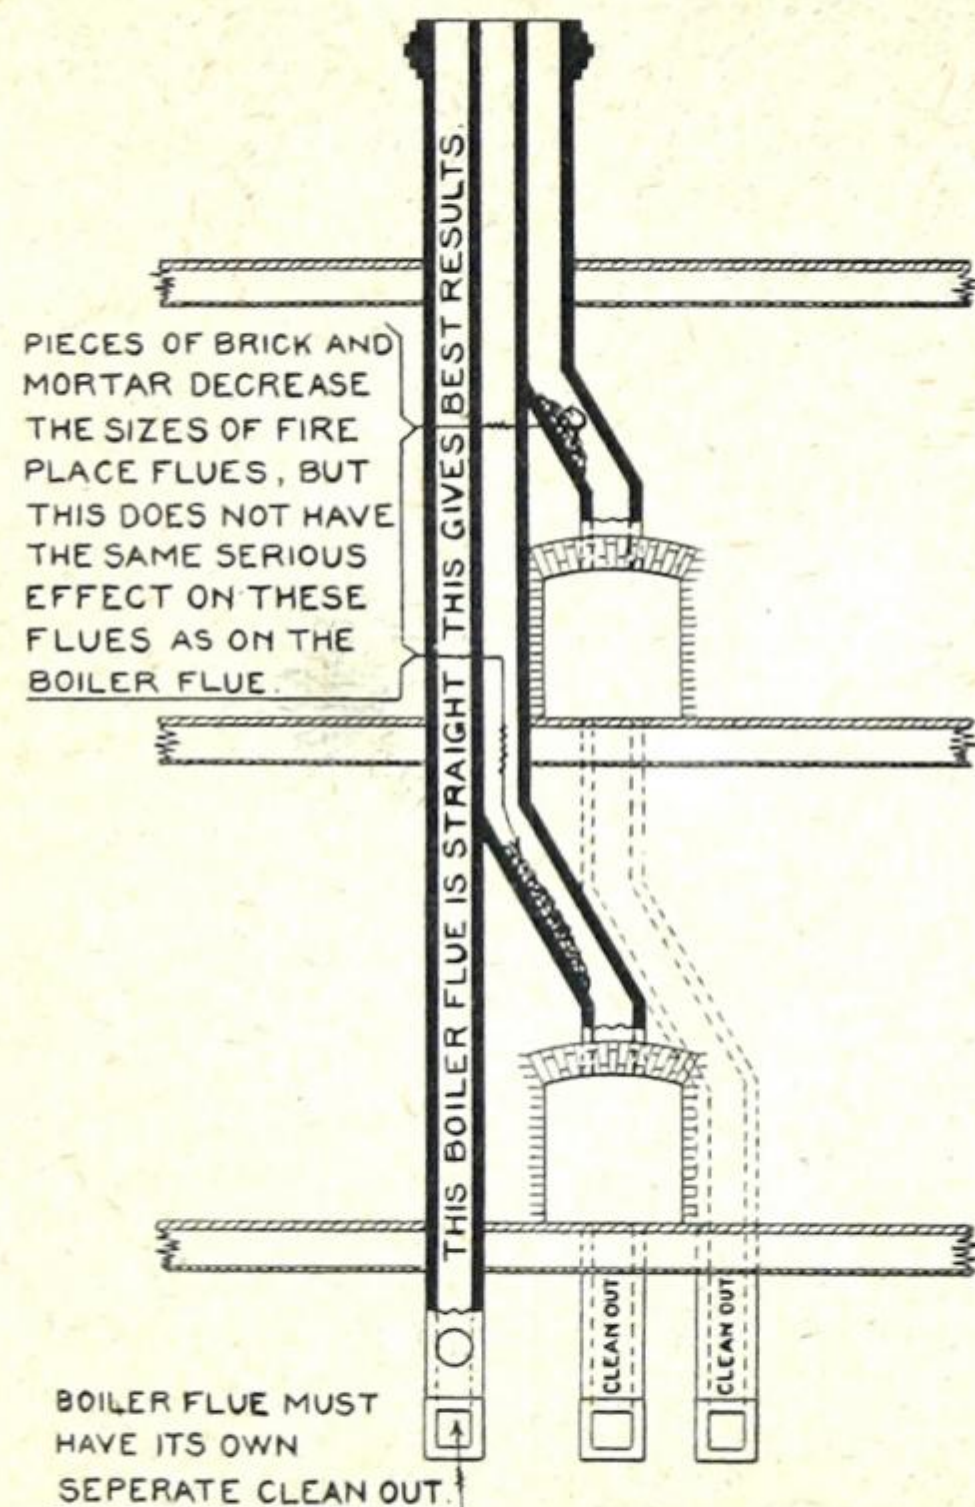 THIS BOILER FLUE IS STRAIGHT THIS GIVES BEST RESULTS.
PIECES OF BRICK AND
MORTAR DECREASE
THE SIZES OF FIRE
PLACE FLUES, BUT
THIS DOES NOT HAVE
THE SAME SERIOUS
EFFECT ON THESE
FLUES AS ON THE
BOILER FLUE.
CLEAN OUT
CLEAN OUT
BOILER FLUE MUST
HAVE ITS OWN
SEPERATE CLEAN OUT.